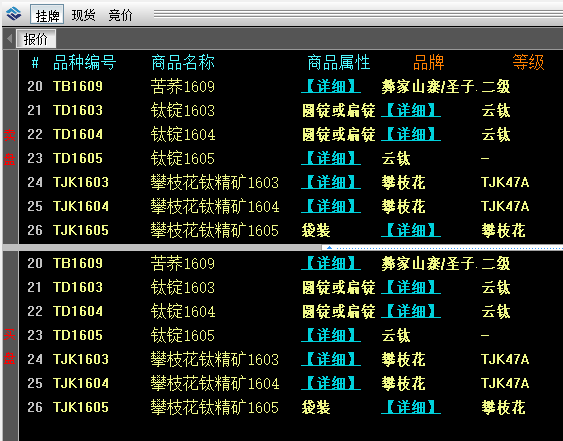 挂牌 现货 竞价
报价
# 品种编号 商品名称 商品属性 品牌 等级
20 TB1609 苦荞1609 【详细】 彝家山寨/圣子. 二级
21 TD1603 钛锭1603 圆锭或扁锭 【详细】 云钛
22 TD1604 钛锭1604 圆锭或扁锭 【详细】 云钛
23 TD1605 钛锭1605 【详细】 云钛 -
24 TJK1603 攀枝花钛精矿1603 【详细】 攀枝花 TJK47A
25 TJK1604 攀枝花钛精矿1604 【详细】 攀枝花 TJK47A
26 TJK1605 攀枝花钛精矿1605 袋装 【详细】 攀枝花
20 TB1609 苦荞1609 【详细】 彝家山寨/圣子. 二级
21 TD1603 钛锭1603 圆锭或扁锭 【详细】 云钛
22 TD1604 钛锭1604 圆锭或扁锭 【详细】 云钛
23 TD1605 钛锭1605 【详细】 云钛 -
24 TJK1603 攀枝花钛精矿1603 【详细】 攀枝花 TJK47A
25 TJK1604 攀枝花钛精矿1604 【详细】 攀枝花 TJK47A
26 TJK1605 攀枝花钛精矿1605 袋装 【详细】 攀枝花